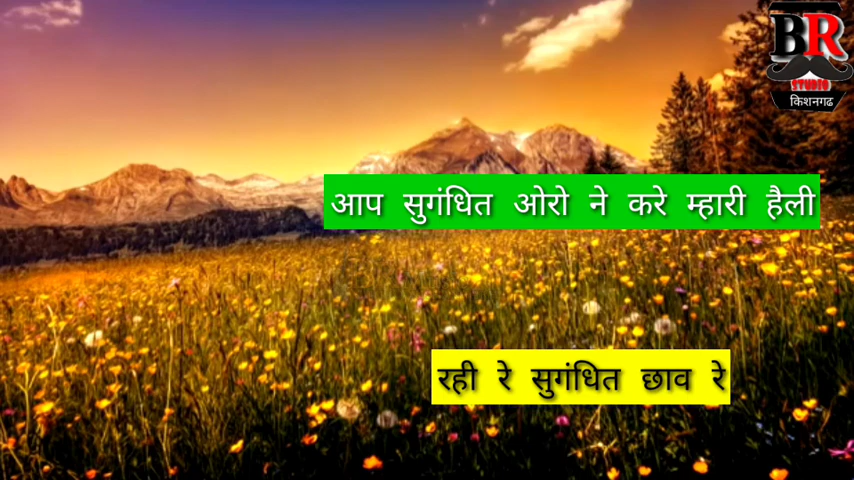 BR
STUDIO
किशनगढ
आप सुगंधित ओरो ने करे म्हारी हैली
रही रे सुगंधित छाव रे